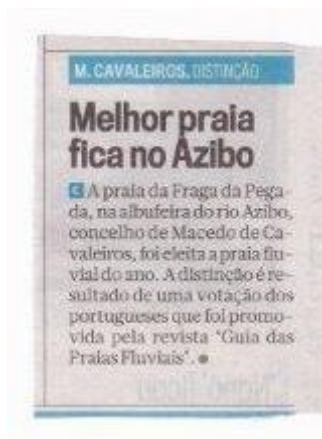 M. CAVALEIROS. DISTINÇÃO
Melhor praia
fica no Azibo
A praia da Fraga da Pega-
da, na albufeira do rio Azibo,
concelho de Macedo de Ca-
valeiros, foi eleita a praia flu-
vial do ano. A distinção é re-
sultado de uma votação dos
portugueses que foi promo-
vida pela revista "Guia das
Praias Fluviais".